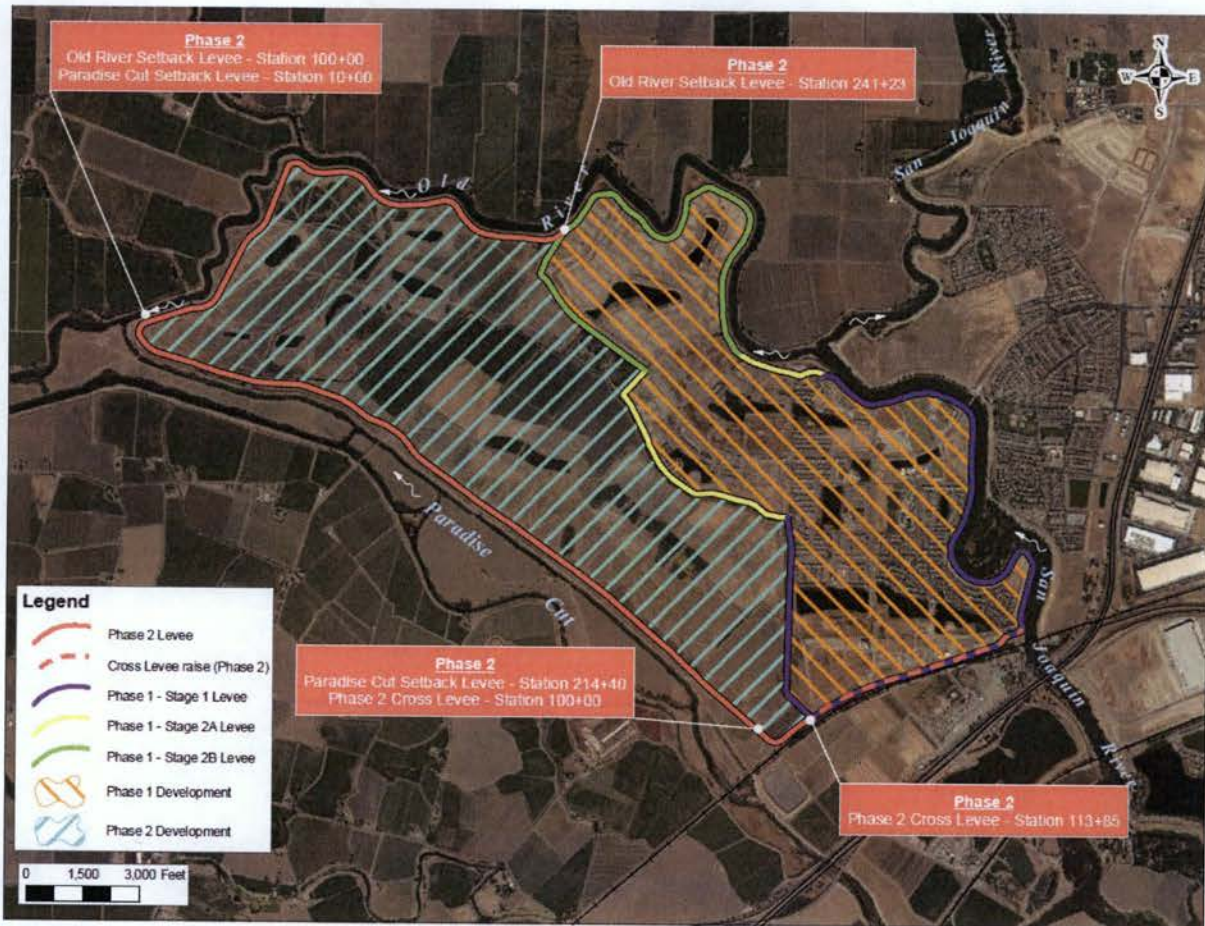 Phase 2
Old River Setback Levee - Station 100+00
Paradise Cut Setback Levee - Station 10+00
Phase 2
Old River Setback Levee - Station 241+23
San Joaquin River
N
W E
S
Old River
Paradise Cut
San Joaquin River
Legend
Phase 2 Levee
Cross Levee raise (Phase 2)
Phase 1 - Stage 1 Levee
Phase 1 - Stage 2A Levee
Phase 1 - Stage 2B Levee
Phase 1 Development
Phase 2 Development
0 1,500 3,000 Feet
Phase 2
Paradise Cut Setback Levee - Station 214+40
Phase 2 Cross Levee - Station 100+00
Phase 2
Phase 2 Cross Levee - Station 113+85